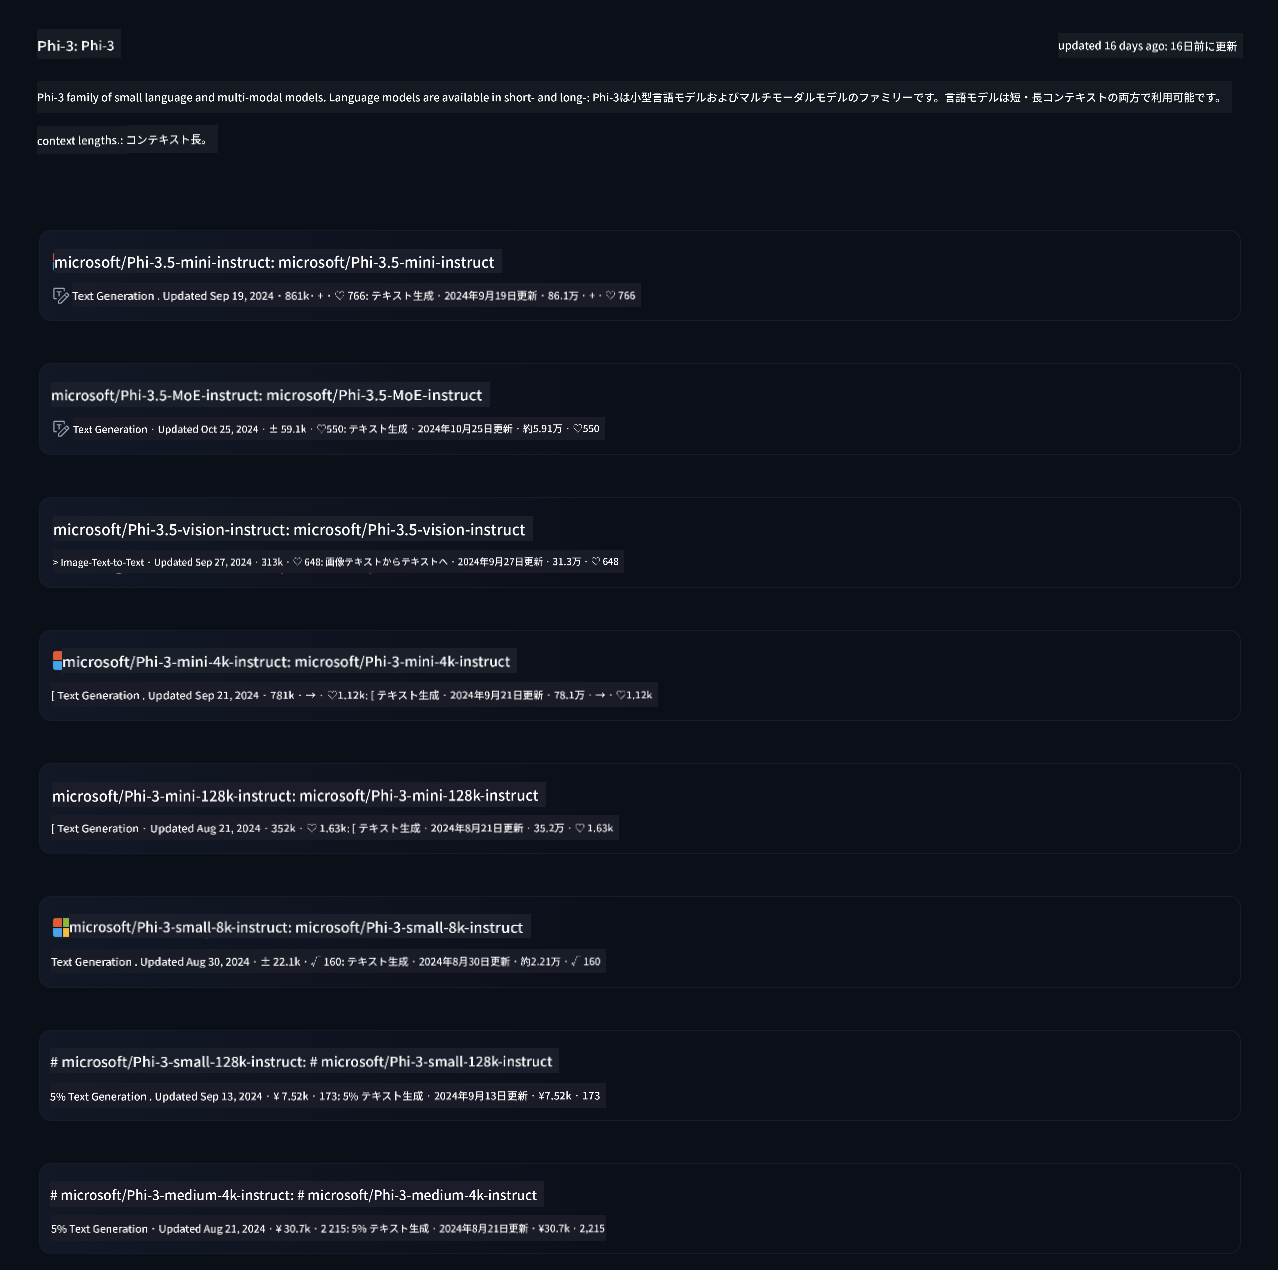 Phi-3: Phi-3
updated 16 days ago: 16日前に更新
Phi-3 family of small language and multi-modal models. Language models are available in short- and long-: Phi-3は小型言語モデルおよびマルチモーダルモデルのファミリーです。言語モデルは短・長コンテキストの両方で利用可能です。
context lengths.: コンテキスト長。
microsoft/Phi-3.5-mini-instruct: microsoft/Phi-3.5-mini-instruct
Text Generation . Updated Sep 19, 2024 · 861k · + · ♡ 766: テキスト生成 · 2024年9月19日更新 · 86.1万 · + · ♡ 766
microsoft/Phi-3.5-MoE-instruct: microsoft/Phi-3.5-MoE-instruct
Text Generation · Updated Oct 25, 2024 · ± 59.1k · ♡550: テキスト生成 · 2024年10月25日更新 · 約5.91万 · ♡550
microsoft/Phi-3.5-vision-instruct: microsoft/Phi-3.5-vision-instruct
> Image-Text-to-Text · Updated Sep 27, 2024 · 313k · ♡ 648: 画像テキストからテキストへ · 2024年9月27日更新 · 31.3万 · ♡ 648
microsoft/Phi-3-mini-4k-instruct: microsoft/Phi-3-mini-4k-instruct
[ Text Generation . Updated Sep 21, 2024 · 781k · → · ♡1.12k: [ テキスト生成 · 2024年9月21日更新 · 78.1万 · → · ♡1.12k
microsoft/Phi-3-mini-128k-instruct: microsoft/Phi-3-mini-128k-instruct
[ Text Generation · Updated Aug 21, 2024 · 352k · ♡ 1.63k: [ テキスト生成 · 2024年8月21日更新 · 35.2万 · ♡ 1.63k
microsoft/Phi-3-small-8k-instruct: microsoft/Phi-3-small-8k-instruct
Text Generation . Updated Aug 30, 2024 · ± 22.1k · √ 160: テキスト生成 · 2024年8月30日更新 · 約2.21万 · √ 160
# microsoft/Phi-3-small-128k-instruct: # microsoft/Phi-3-small-128k-instruct
5% Text Generation . Updated Sep 13, 2024 · ¥ 7.52k · 173: 5% テキスト生成 · 2024年9月13日更新 · ¥7.52k · 173
# microsoft/Phi-3-medium-4k-instruct: # microsoft/Phi-3-medium-4k-instruct
5% Text Generation · Updated Aug 21, 2024 · ¥ 30.7k · 2 215: 5% テキスト生成 · 2024年8月21日更新 · ¥30.7k · 2,215